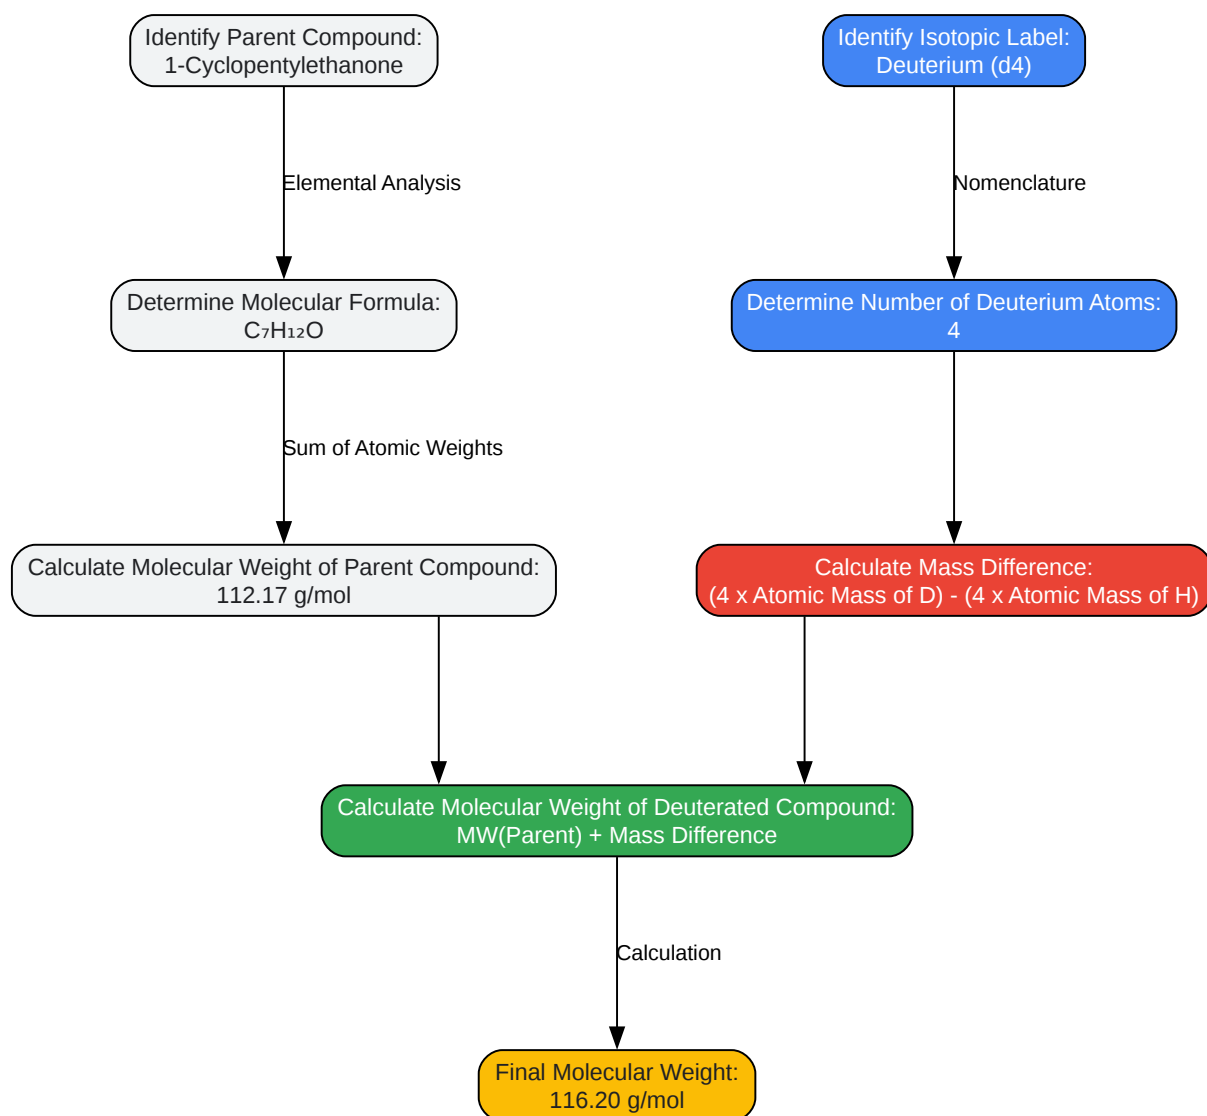 Identify Parent Compound:
1-Cyclopentylethanone
Identify Isotopic Label:
Deuterium (d4)
Elemental Analysis
Nomenclature
Determine Molecular Formula:
C₇H₁₂O
Determine Number of Deuterium Atoms:
4
Sum of Atomic Weights
Calculate Molecular Weight of Parent Compound:
112.17 g/mol
Calculate Mass Difference:
(4 x Atomic Mass of D) - (4 x Atomic Mass of H)
Calculate Molecular Weight of Deuterated Compound:
MW(Parent) + Mass Difference
Calculation
Final Molecular Weight:
116.20 g/mol